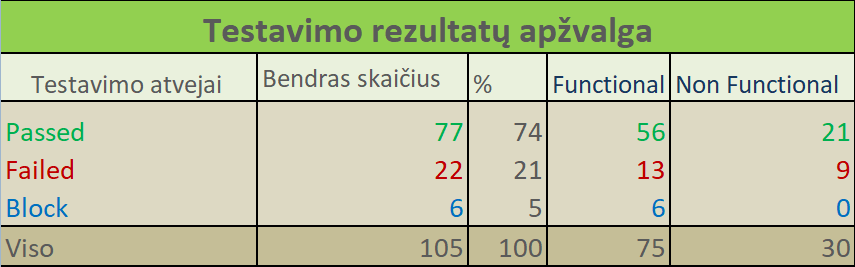 Testavimo rezultatų apžvalga
Testavimo atvejai Bendras skaičius % Functional Non Functional
Passed 77 74 56 21
Failed 22 21 13 9
Block 6 5 6 0
Viso 105 100 75 30